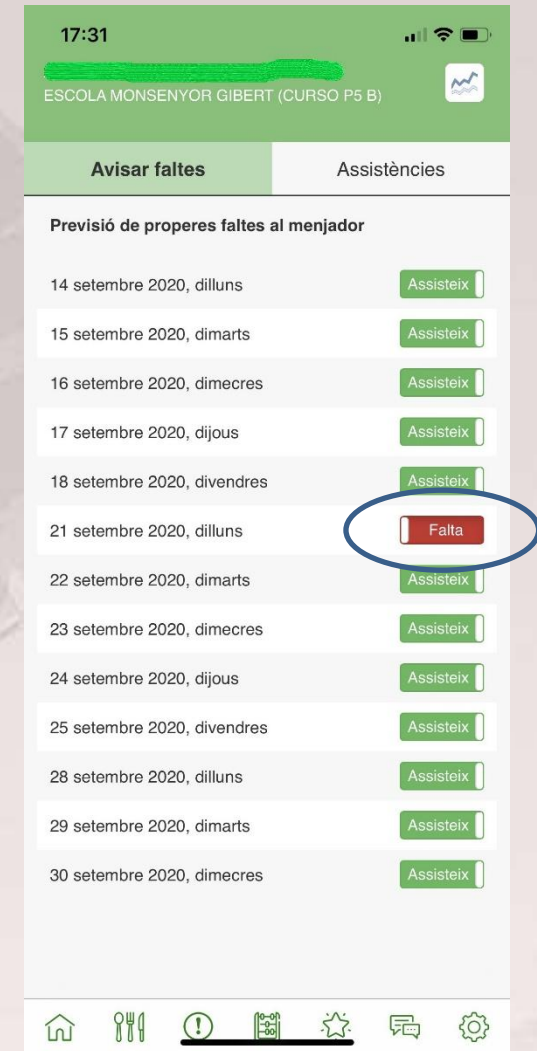 17:31
ESCOLA MONSENYOR GIBERT (CURSO P5 B)
Avisar faltes
Assistències
Previsió de properes faltes al menjador
14 setembre 2020, dilluns Assisteix
15 setembre 2020, dimarts Assisteix
16 setembre 2020, dimecres Assisteix
17 setembre 2020, dijous Assisteix
18 setembre 2020, divendres Assisteix
21 setembre 2020, dilluns Falta
22 setembre 2020, dimarts Assisteix
23 setembre 2020, dimecres Assisteix
24 setembre 2020, dijous Assisteix
25 setembre 2020, divendres Assisteix
28 setembre 2020, dilluns Assisteix
29 setembre 2020, dimarts Assisteix
30 setembre 2020, dimecres Assisteix